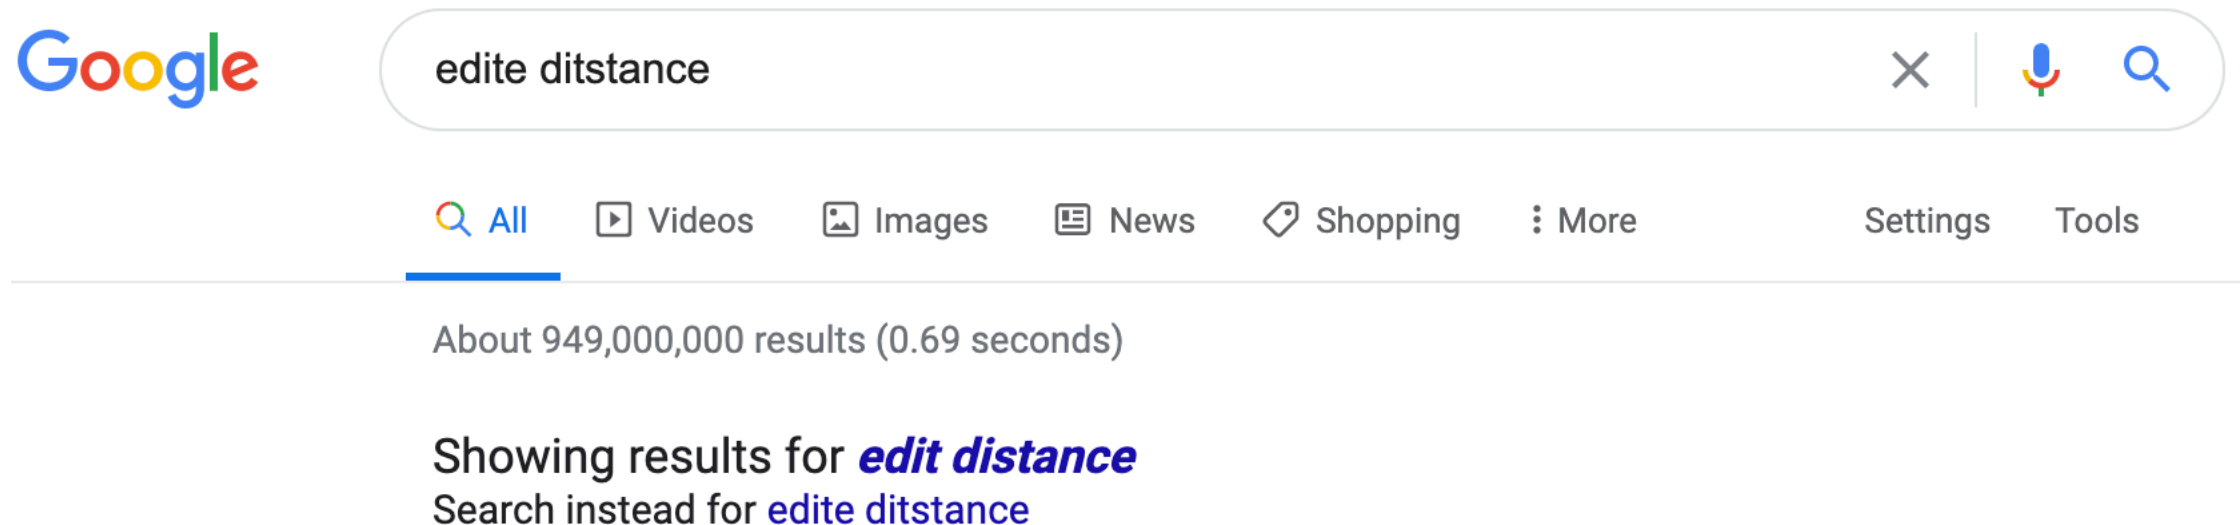 Google edite ditstance
All Videos Images News Shopping More Settings Tools
About 949,000,000 results (0.69 seconds)
Showing results for edit distance
Search instead for edite ditstance